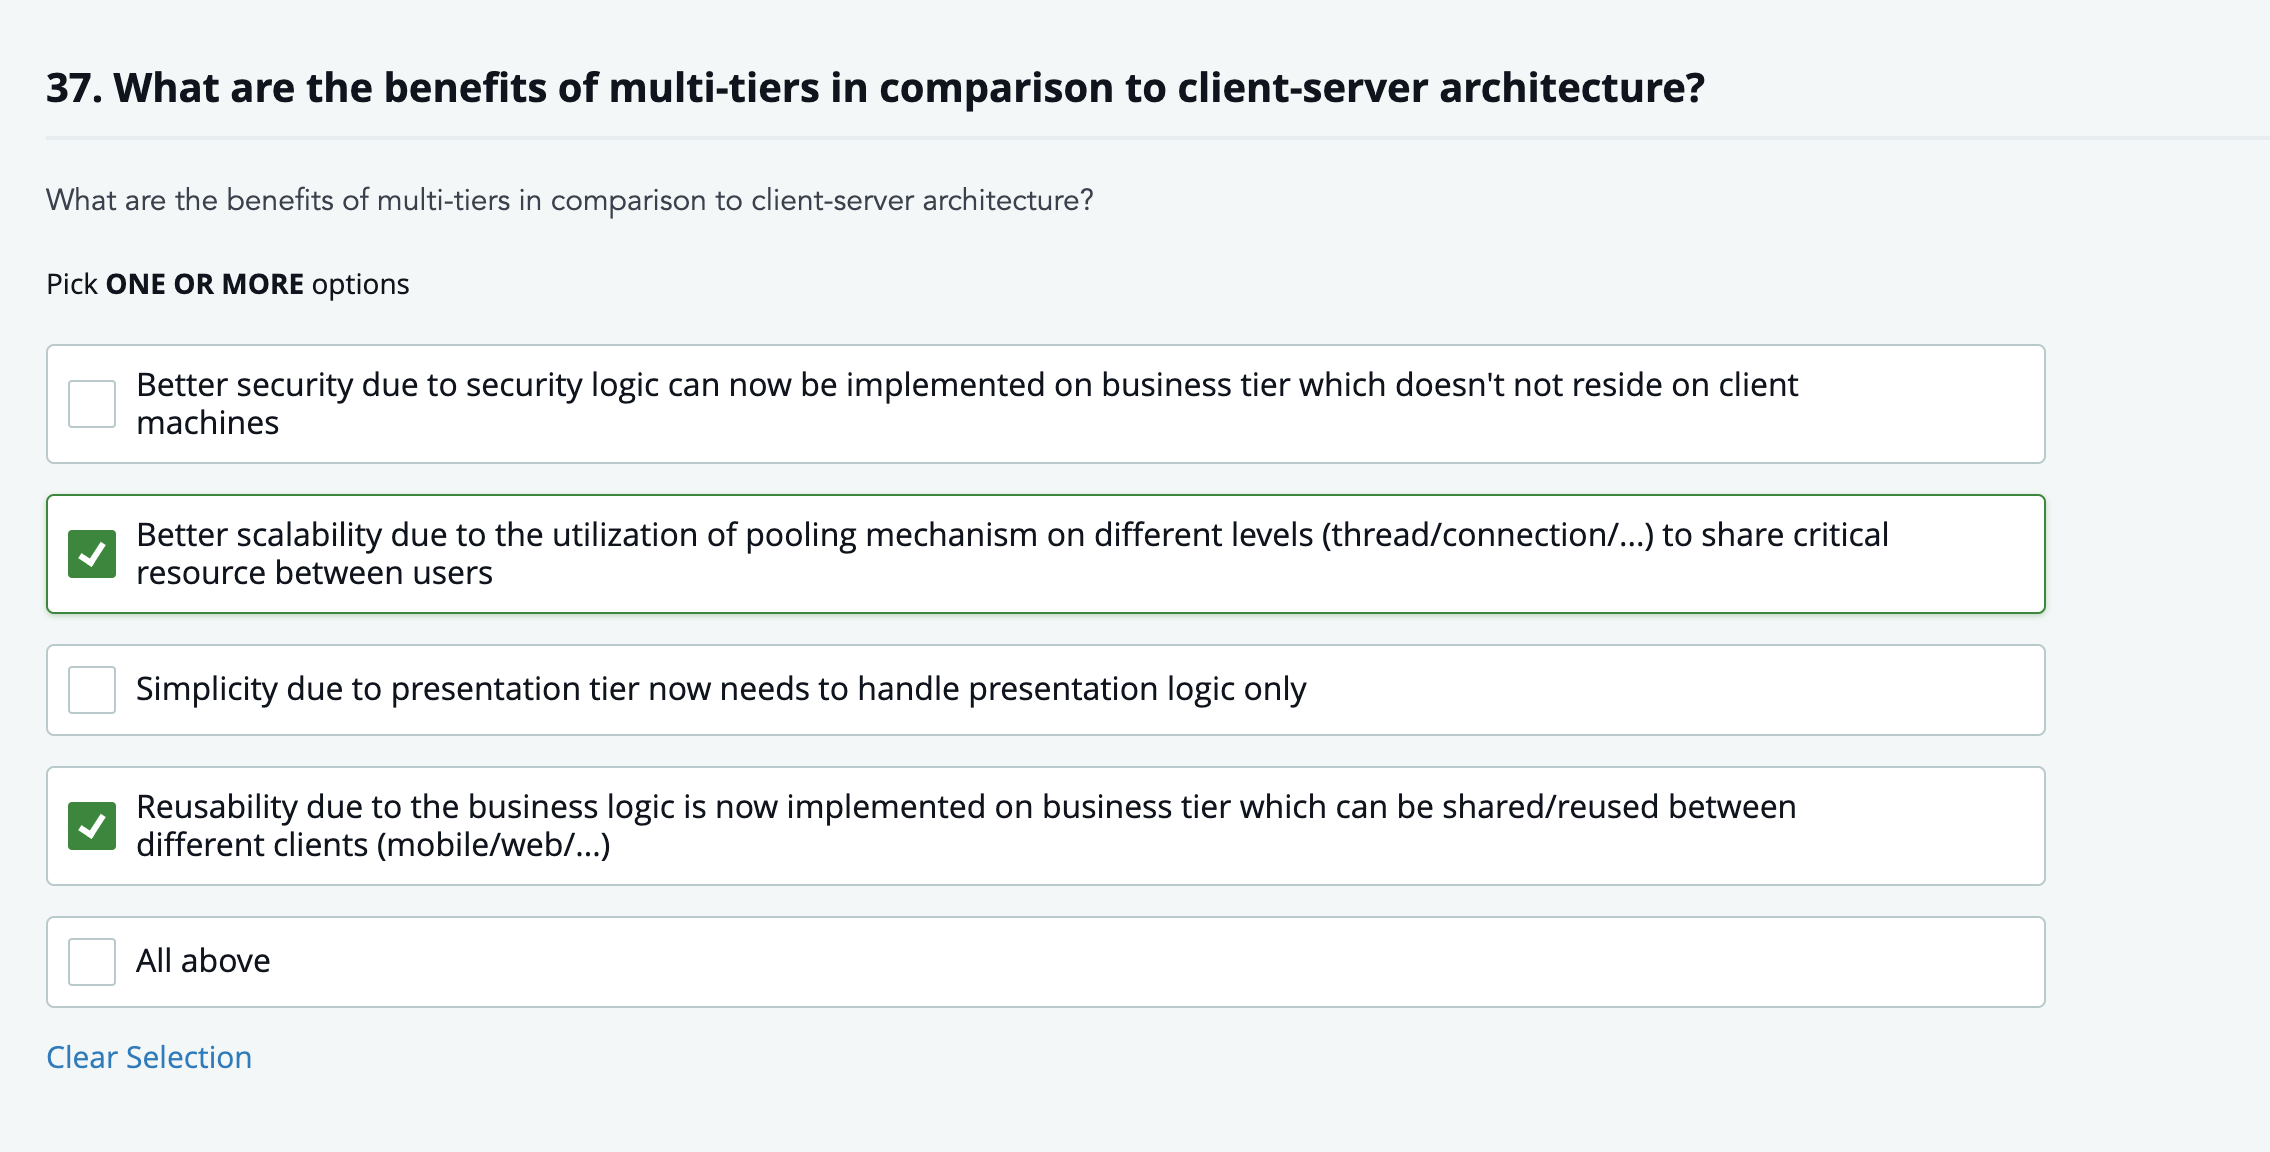 37. What are the benefits of multi-tiers in comparison to client-server architecture?
What are the benefits of multi-tiers in comparison to client-server architecture?
Pick ONE OR MORE options
Better security due to security logic can now be implemented on business tier which doesn't not reside on client
machines
Better scalability due to the utilization of pooling mechanism on different levels (thread/connection/...) to share critical
resource between users
Simplicity due to presentation tier now needs to handle presentation logic only
Reusability due to the business logic is now implemented on business tier which can be shared/reused between
different clients (mobile/web/...)
All above
Clear Selection